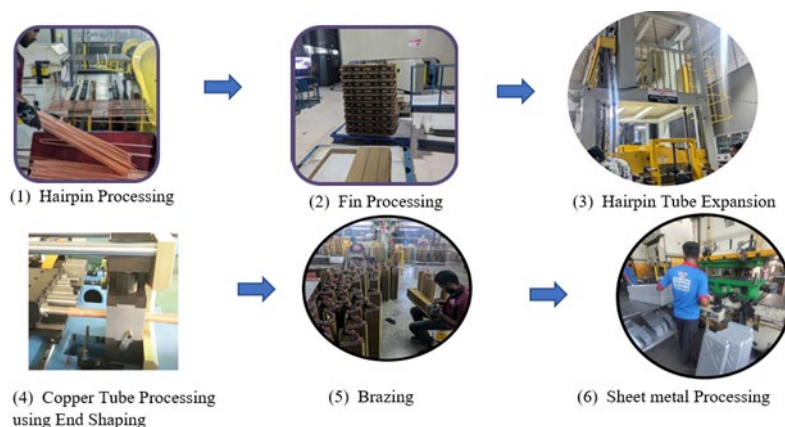 (1) Hairpin Processing
(2) Fin Processing
(3) Hairpin Tube Expansion
(4) Copper Tube Processing
using End Shaping
(5) Brazing
(6) Sheet metal Processing